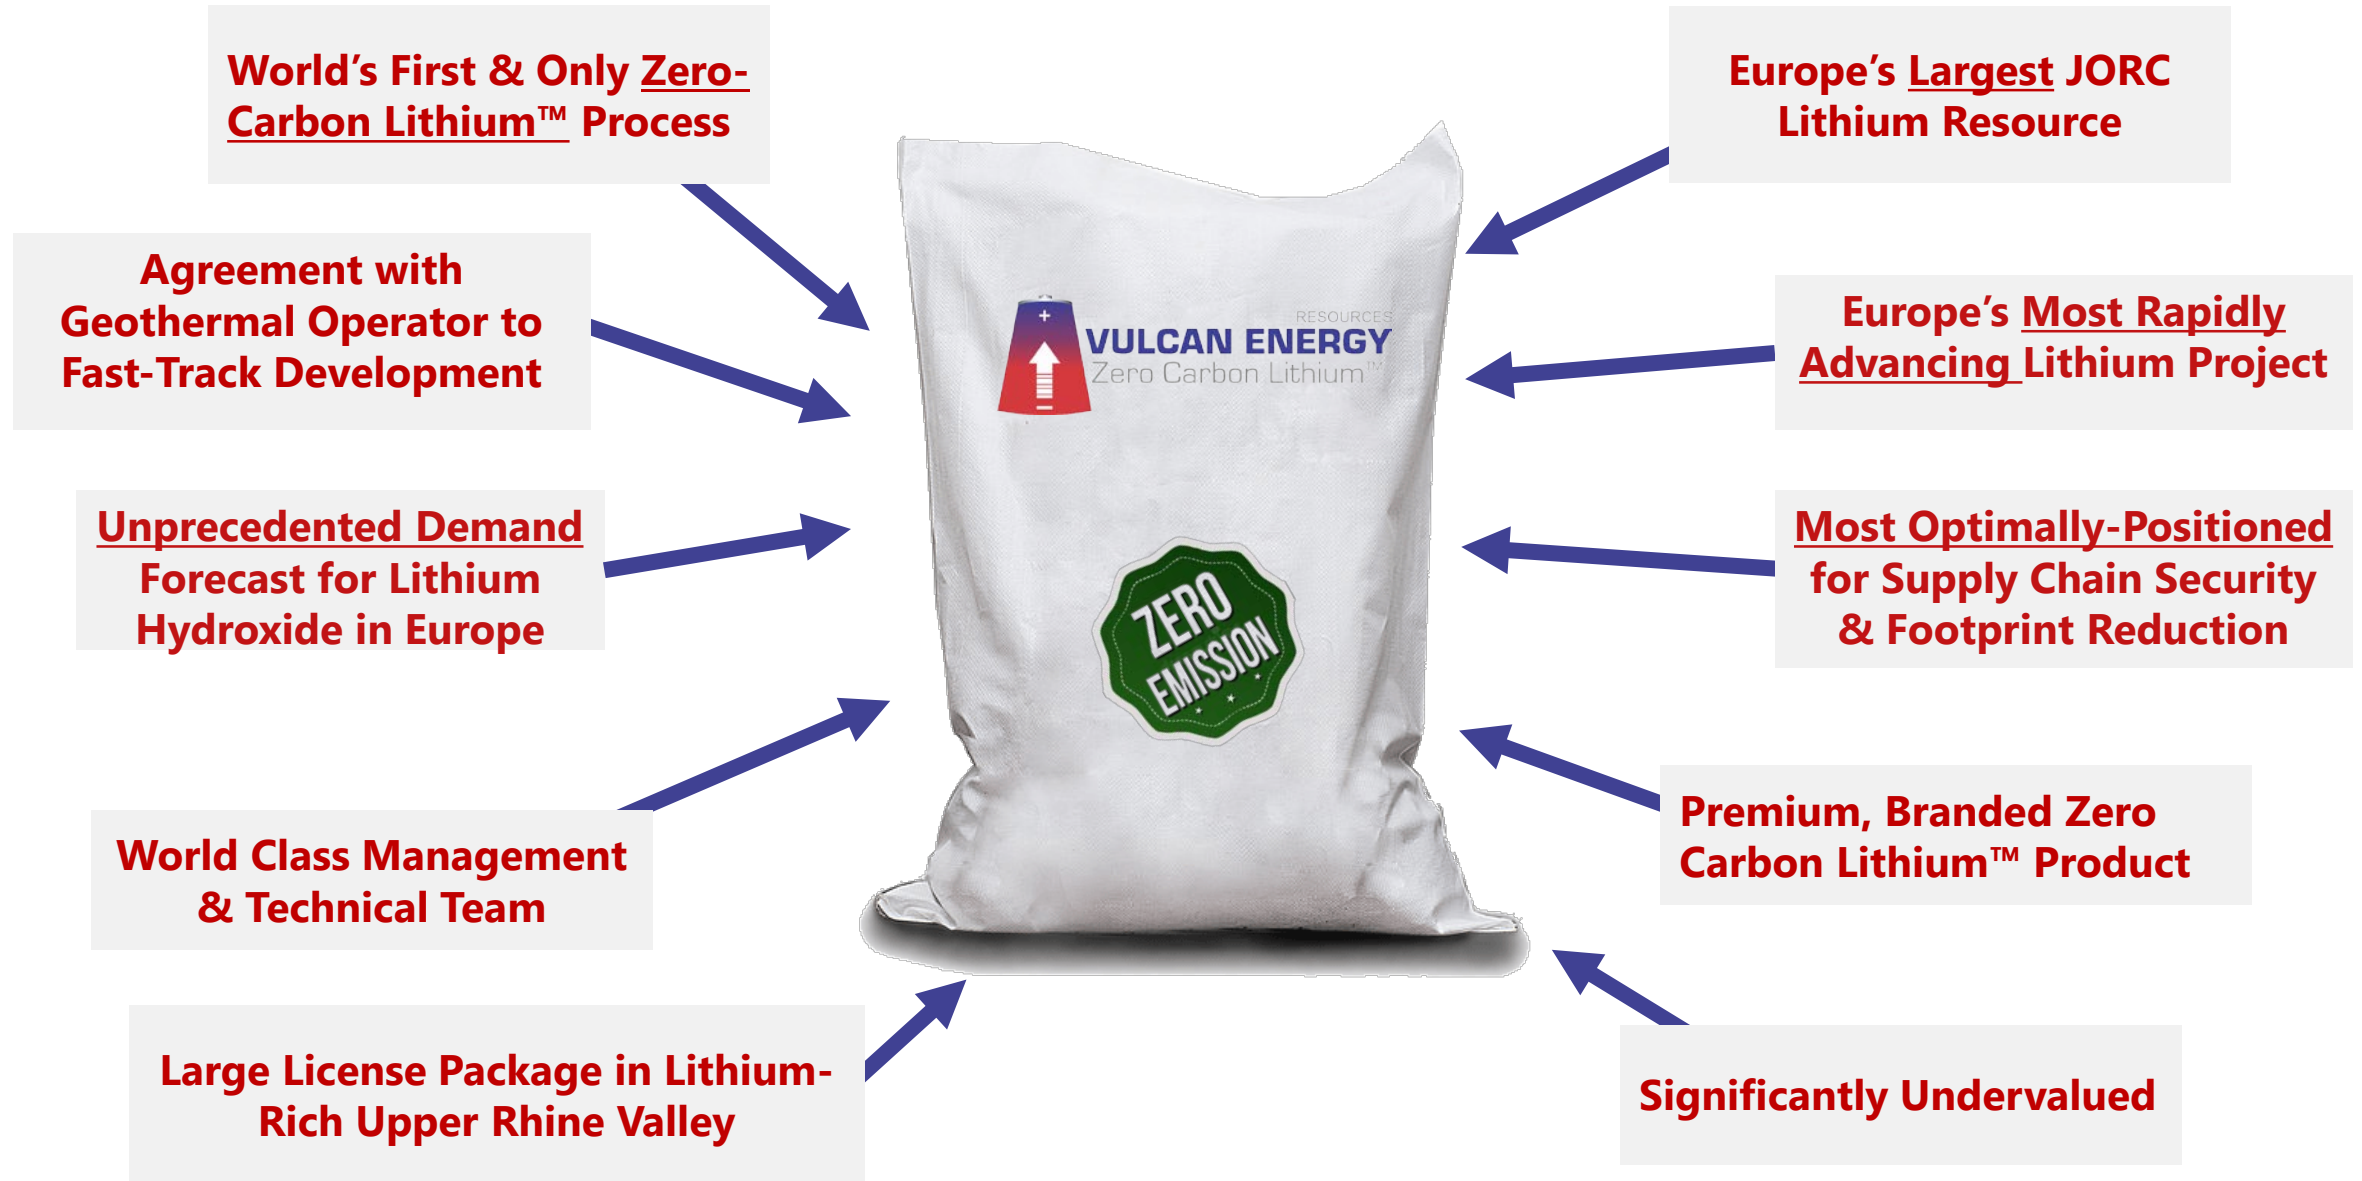 World's First & Only Zero-
Carbon Lithium™ Process
Agreement with
Geothermal Operator to
Fast-Track Development
Unprecedented Demand
Forecast for Lithium
Hydroxide in Europe
World Class Management
& Technical Team
Large License Package in Lithium-
Rich Upper Rhine Valley
RESOURCES
VULCAN ENERGY
Zero Carbon Lithium™
ZERO
EMISSION
Europe's Largest JORC
Lithium Resource
Europe's Most Rapidly
Advancing Lithium Project
Most Optimally-Positioned
for Supply Chain Security
& Footprint Reduction
Premium, Branded Zero
Carbon Lithium™ Product
Significantly Undervalued